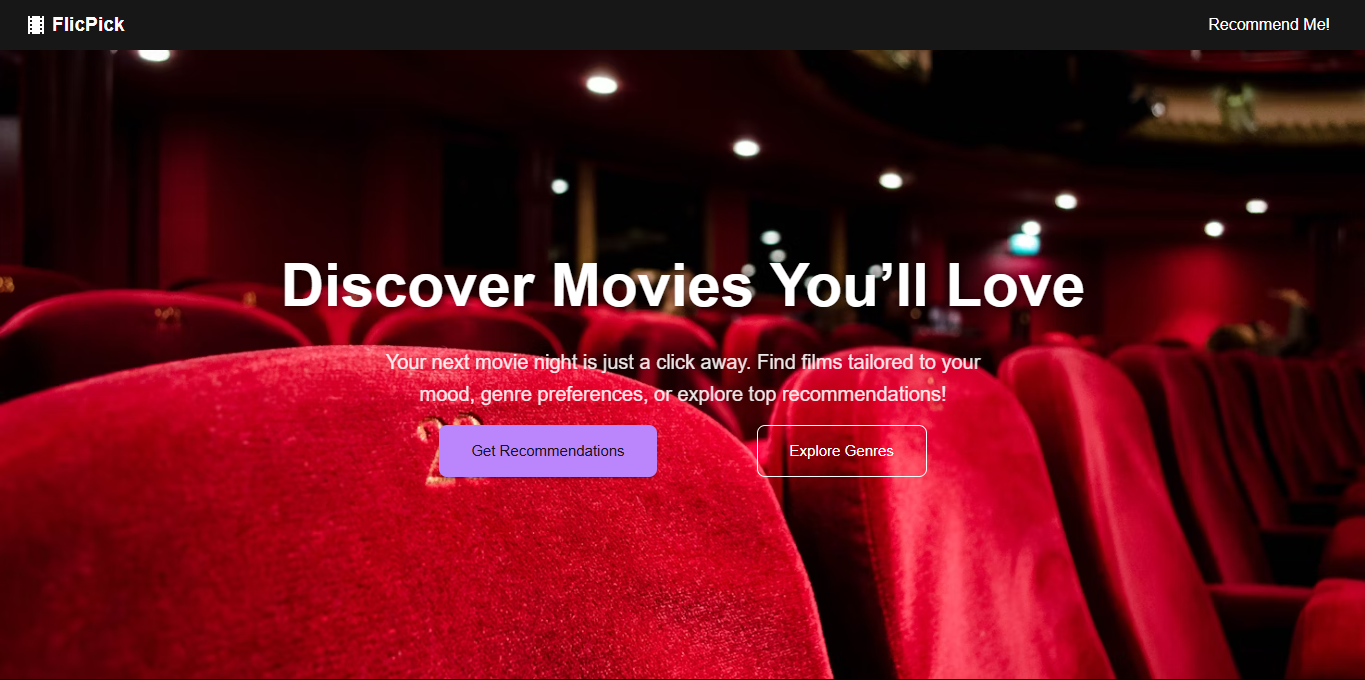 FlicPick
Recommend Me!
Discover Movies You’ll Love
Your next movie night is just a click away. Find films tailored to your
mood, genre preferences, or explore top recommendations!
Get Recommendations
Explore Genres